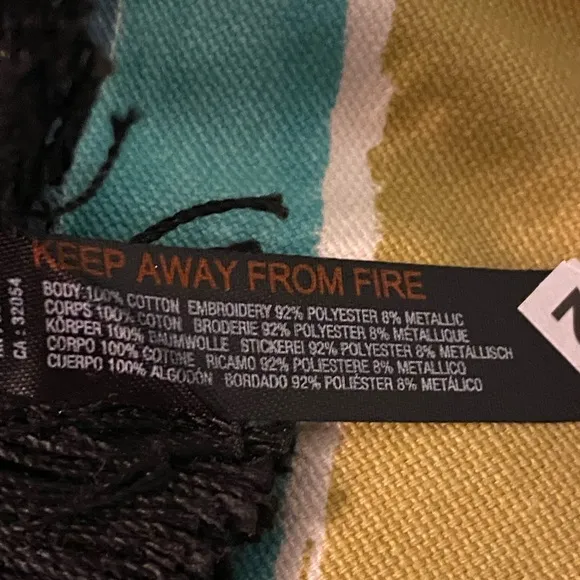 KEEP AWAY FROM FIRE
BODY:100% COTTON EMBROIDERY 92% POLYESTER 8% METALLIC
CORPS 100% COTON BRODERIE 92% POLYESTER 8% METALLIQUE
KÖRPER 100% BAUMWOLLE STICKEREI 92% POLYESTER 8% METALLISCH
CORPO 100% COTONE RICAMO 92% POLIESTERE 8% METALLICO
CUERPO 100% ALGODÓN BORDADO 92% POLIÉSTER 8% METÁLICO
CA : 32054